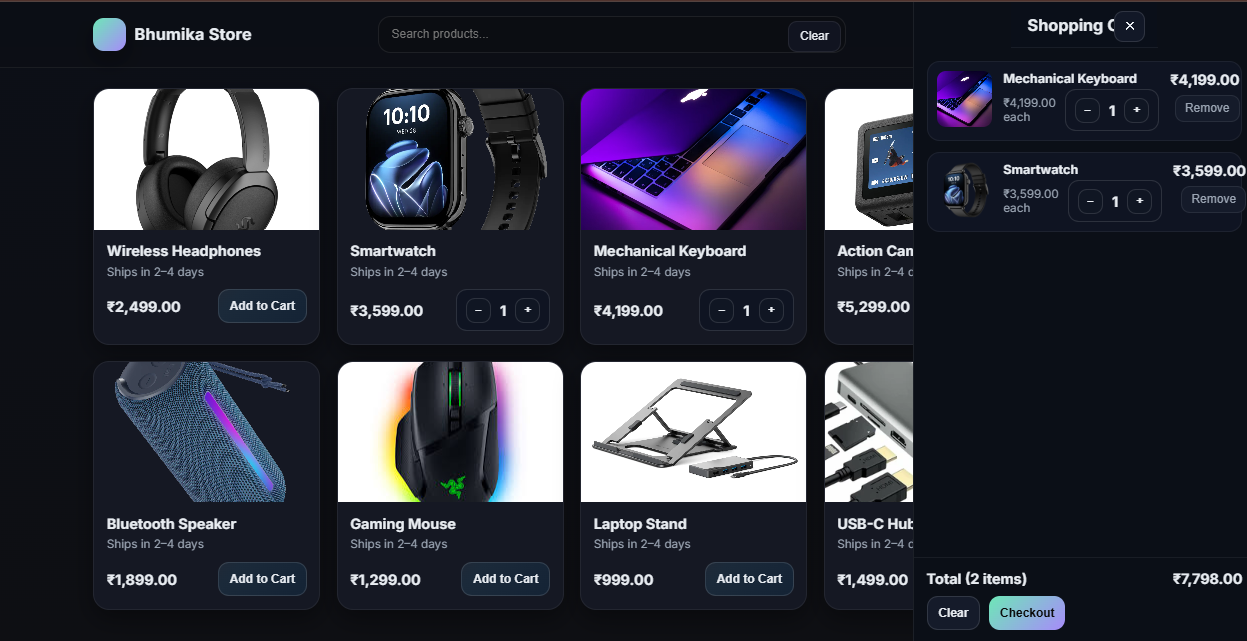 Bhumika Store
Search products...
Clear
Wireless Headphones
Ships in 2–4 days
₹2,499.00
Add to Cart
10:10
WED 28
Smartwatch
Ships in 2–4 days
₹3,599.00
− 1 +
Mechanical Keyboard
Ships in 2–4 days
₹4,199.00
− 1 +
Action Cam
Ships in 2–4 d
₹5,299.00
Bluetooth Speaker
Ships in 2–4 days
₹1,899.00
Add to Cart
Gaming Mouse
Ships in 2–4 days
₹1,299.00
Add to Cart
Laptop Stand
Ships in 2–4 days
₹999.00
Add to Cart
USB-C Hub
Ships in 2–4 d
₹1,499.00
Shopping C
×
Mechanical Keyboard
₹4,199.00
₹4,199.00
each
− 1 +
Remove
Smartwatch
₹3,599.00
₹3,599.00
each
− 1 +
Remove
10:10
Total (2 items)
₹7,798.00
Clear
Checkout